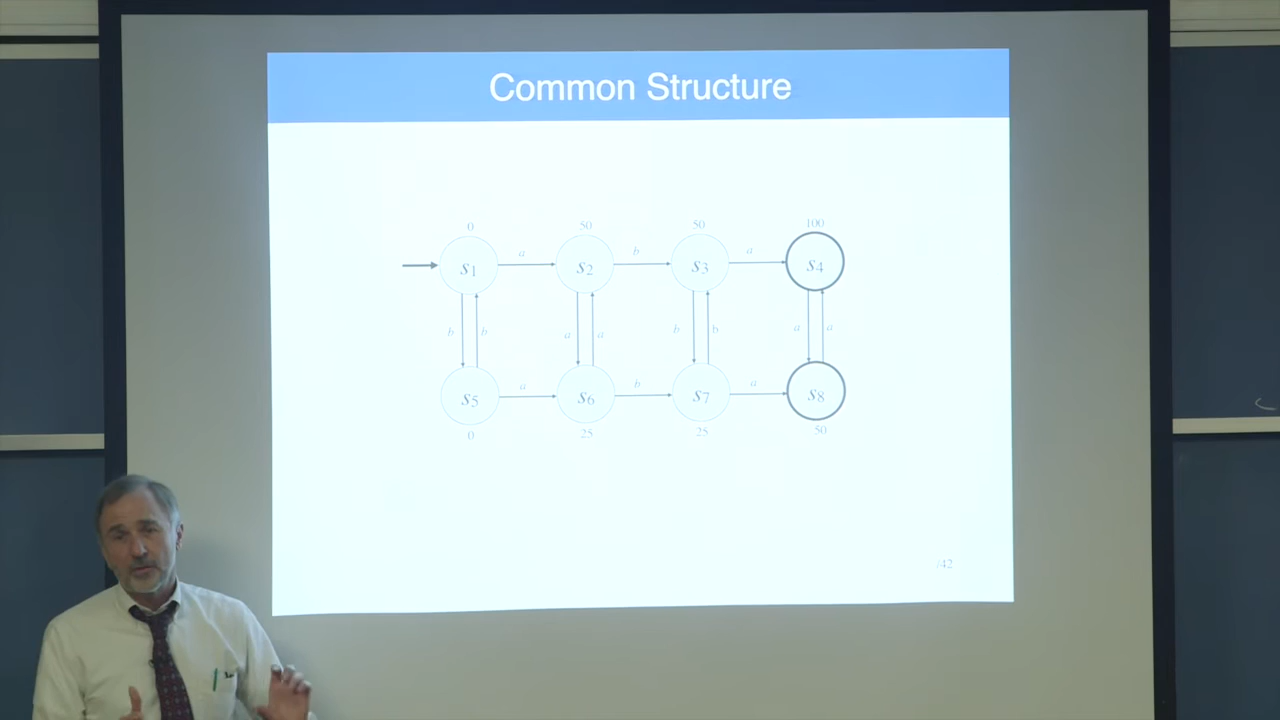 Common Structure
0 50 50 100
a b a
s1 s2 s3 s4
b b a a b b a a
a b a
s5 s6 s7 s8
0 25 25 50
/42